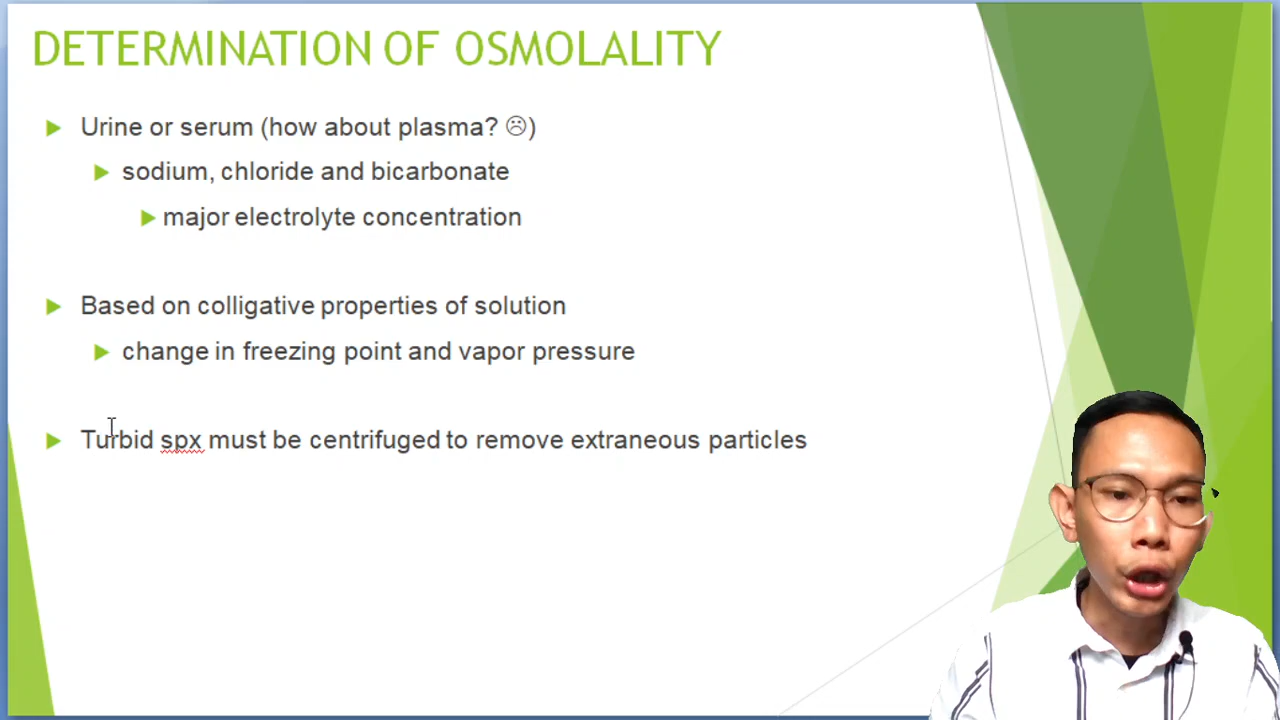 DETERMINATION OF OSMOLALITY
Urine or serum (how about plasma? ☹)
sodium, chloride and bicarbonate
major electrolyte concentration
Based on colligative properties of solution
change in freezing point and vapor pressure
Turbid spx must be centrifuged to remove extraneous particles